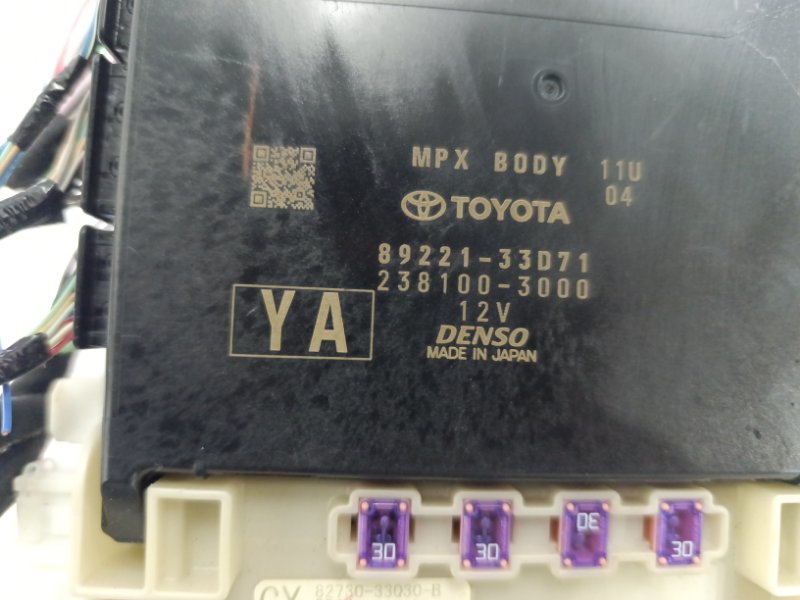 MPX BODY 11U
04
TOYOTA
89221-33D71
238100-3000
12V
YA
DENSO
MADE IN JAPAN
30 30 30 30
82730-33030-B